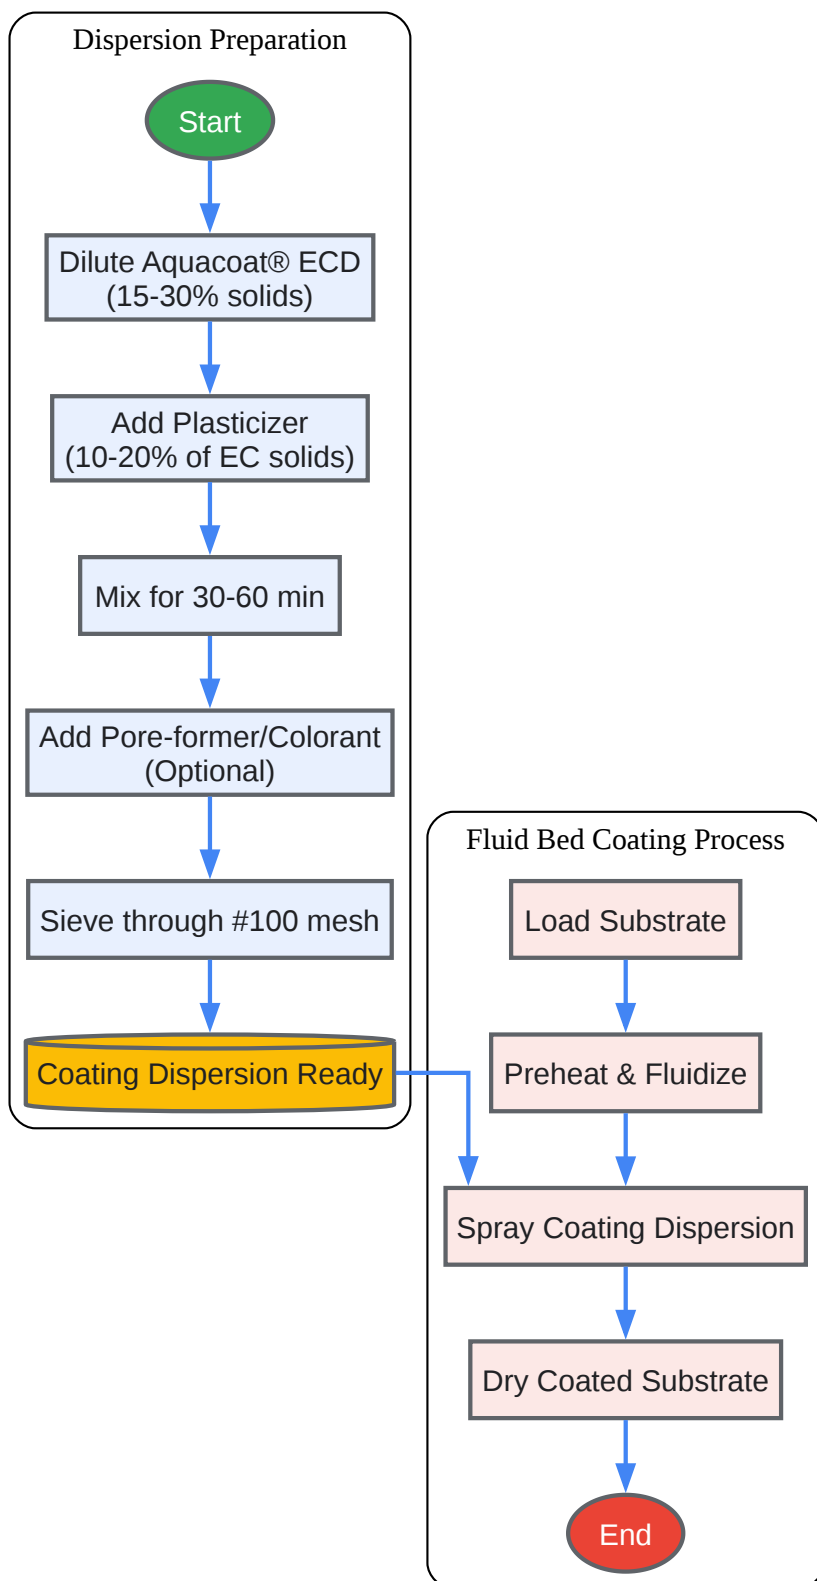 Dispersion Preparation
Start
Dilute Aquacoat® ECD
(15-30% solids)
Add Plasticizer
(10-20% of EC solids)
Mix for 30-60 min
Add Pore-former/Colorant
(Optional)
Sieve through #100 mesh
Coating Dispersion Ready
Fluid Bed Coating Process
Load Substrate
Preheat & Fluidize
Spray Coating Dispersion
Dry Coated Substrate
End